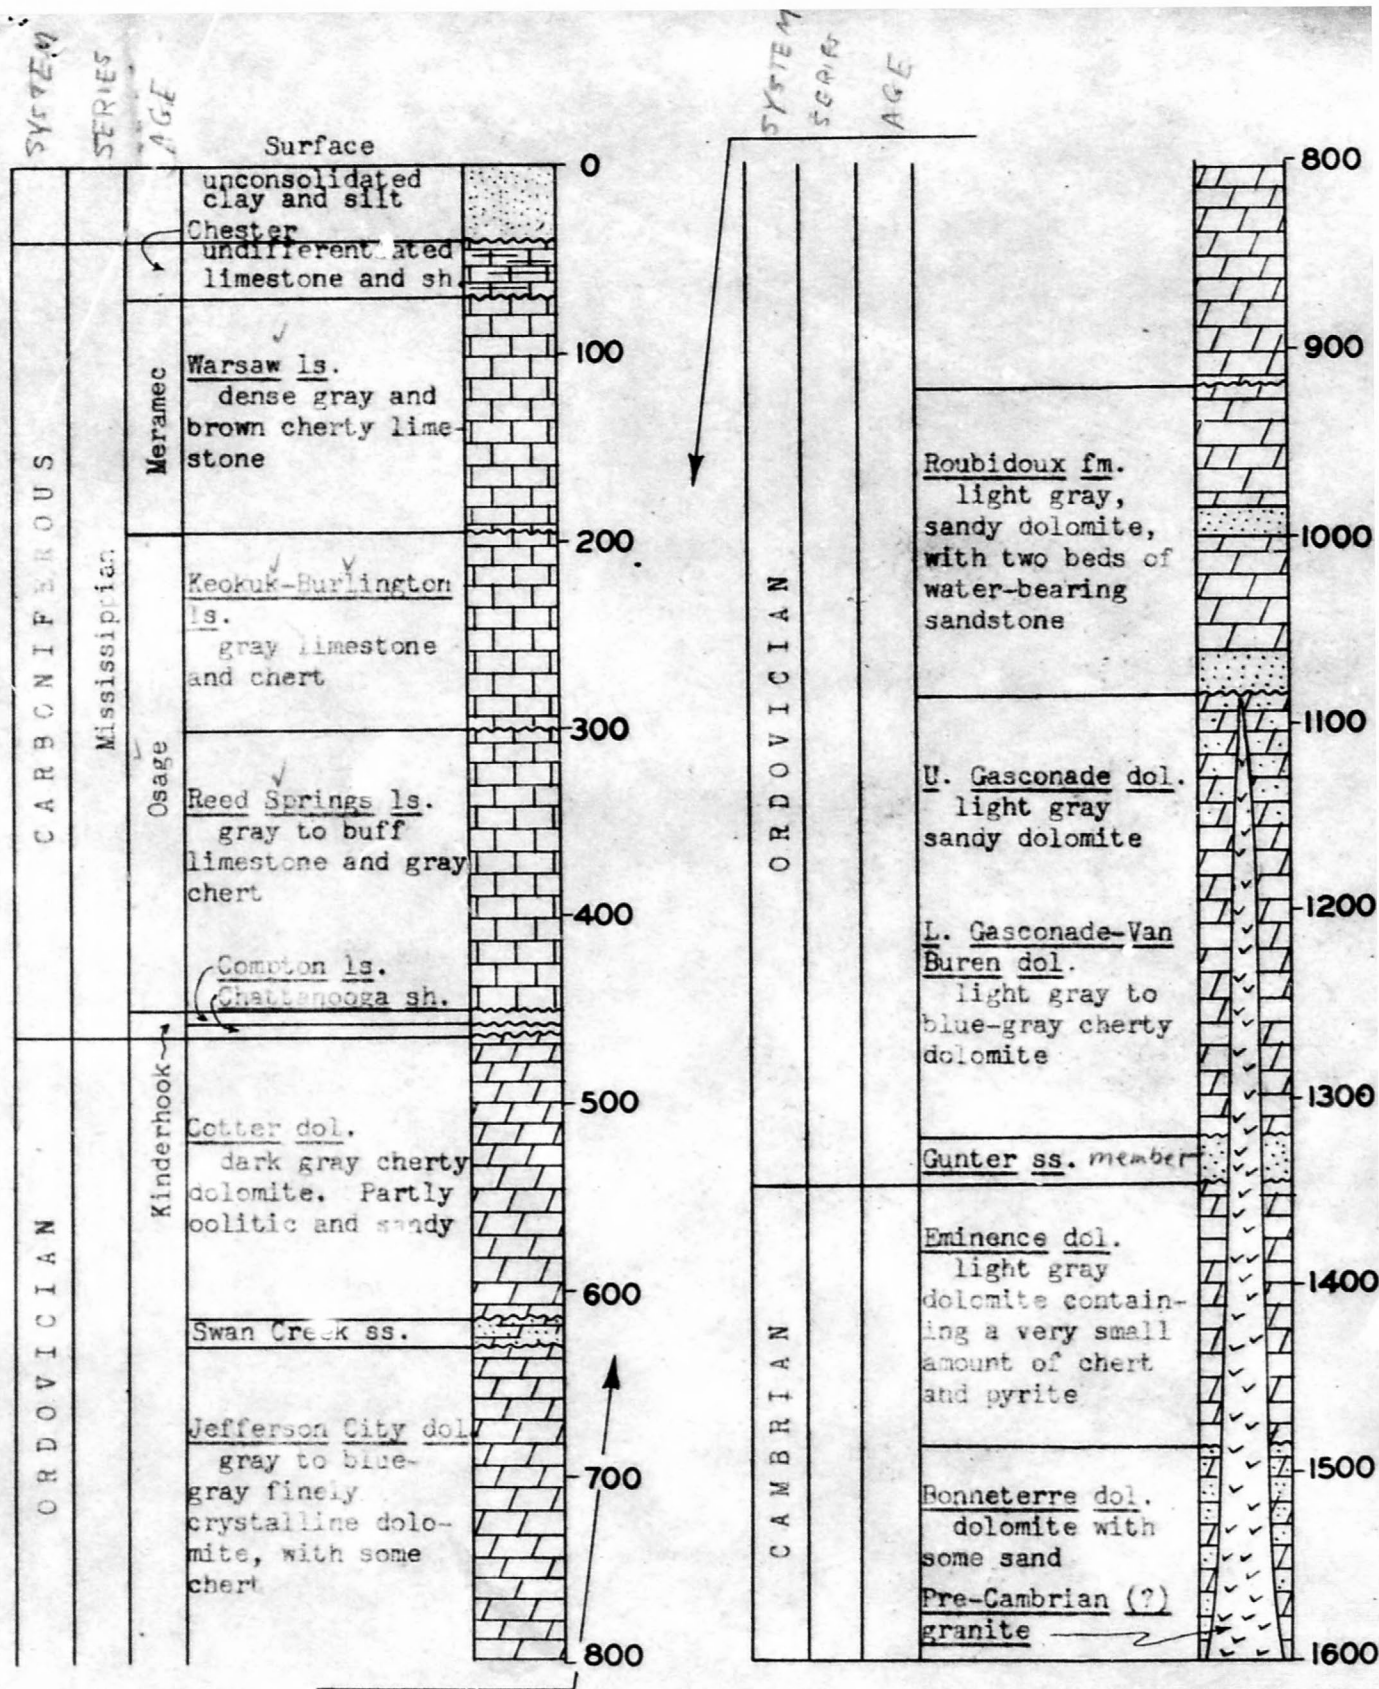 SYSTEM
SERIES
AGE
Surface
0
unconsolidated
clay and silt
Chester
undifferentiated
limestone and sh.
100
Meramec
Warsaw ls.
dense gray and
brown cherty lime-
stone
200
CARBONIFEROUS
Mississippian
Osage
Keokuk-Burlington
ls.
gray limestone
and chert
300
Reed Springs ls.
gray to buff
limestone and gray
chert
400
Compton ls.
Chattanooga sh.
Kinderhook
500
ORDOVICIAN
Cotter dol.
dark gray cherty
dolomite. Partly
oolitic and sandy
600
Swan Creek ss.
Jefferson City dol.
gray to blue-
gray finely
crystalline dolo-
mite, with some
chert
700
800
SYSTEM
SERIES
AGE
800
900
ORDOVICIAN
Roubidoux fm.
light gray,
sandy dolomite,
with two beds of
water-bearing
sandstone
1000
1100
U. Gasconade dol.
light gray
sandy dolomite
1200
L. Gasconade-Van
Buren dol.
light gray to
blue-gray cherty
dolomite
1300
Gunter ss. member
CAMBRIAN
Eminence dol.
light gray
dolomite contain-
ing a very small
amount of chert
and pyrite
1400
1500
Bonneterre dol.
dolomite with
some sand
Pre-Cambrian (?)
granite
1600